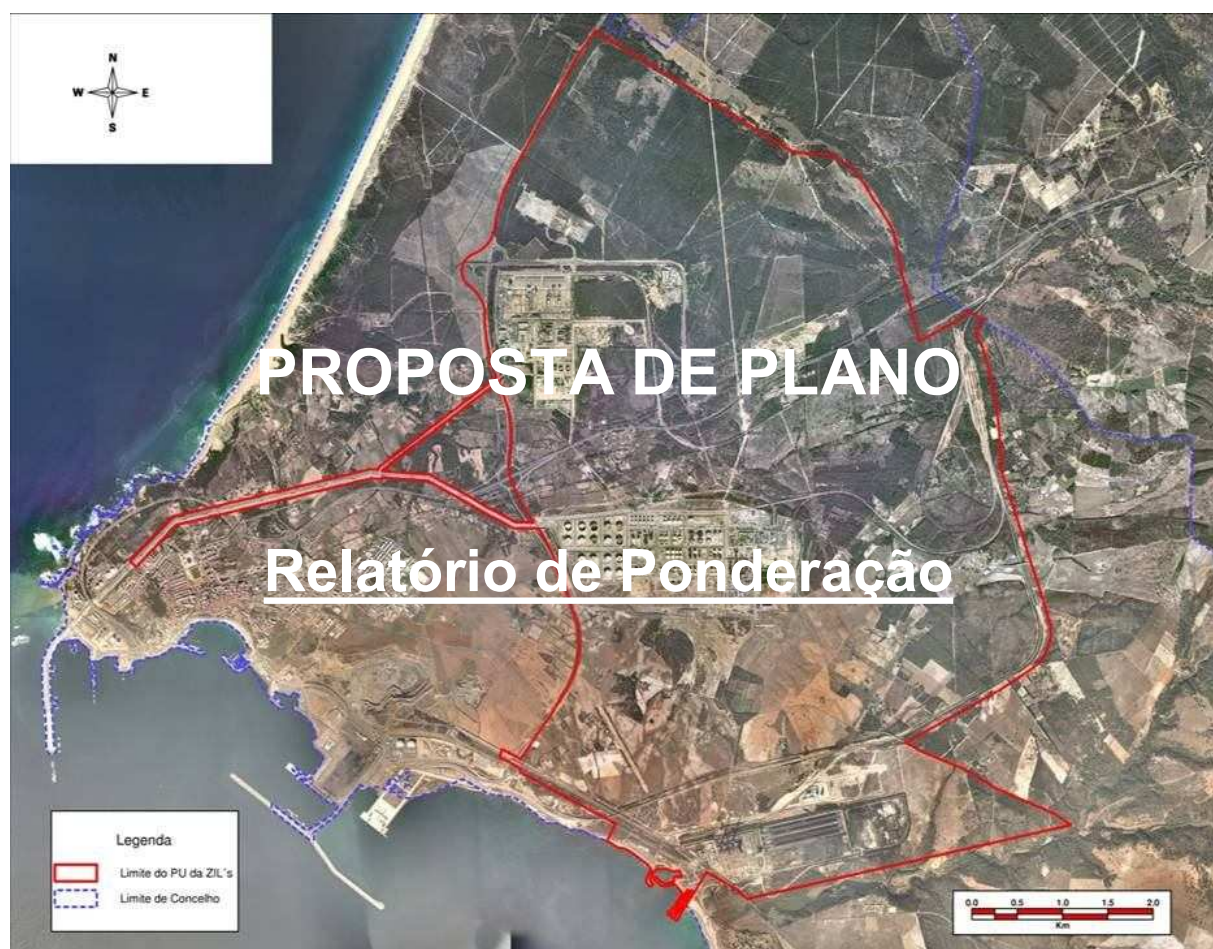 N
W E
S
PROPOSTA DE PLANO
Relatório de Ponderação
Legenda
Limite do PU da ZIL´s
Limite de Concelho
0.0 0.5 1.0 1.5 2.0
Km